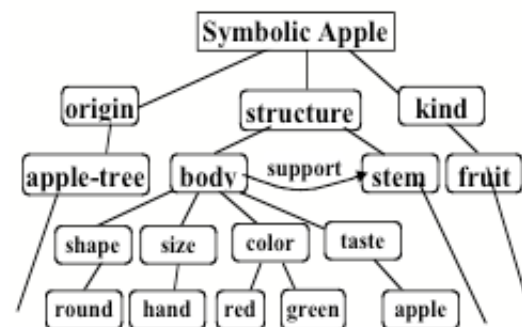 Symbolic Apple
origin structure kind
apple-tree body support stem fruit
shape size color taste
round hand red green apple